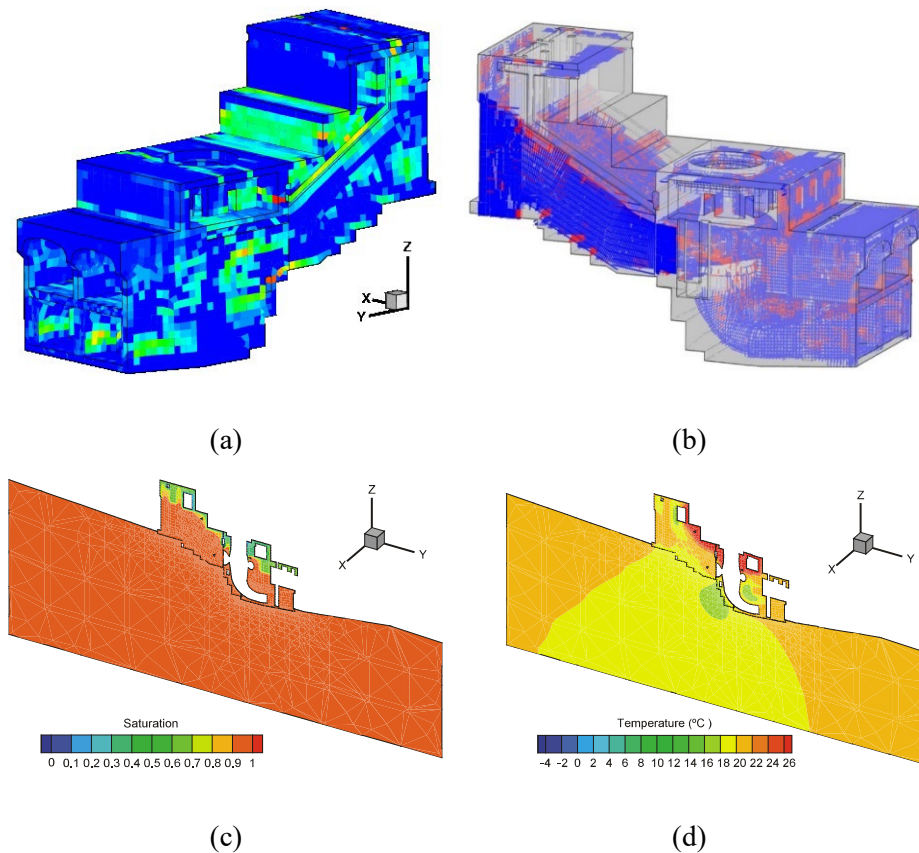 Z
X
Y
(a)
(b)
Z
X
Y
Saturation
0 0.1 0.2 0.3 0.4 0.5 0.6 0.7 0.8 0.9 1
(c)
Z
X
Y
Temperature (ºC )
-4 -2 0 2 4 6 8 10 12 14 16 18 20 22 24 26
(d)